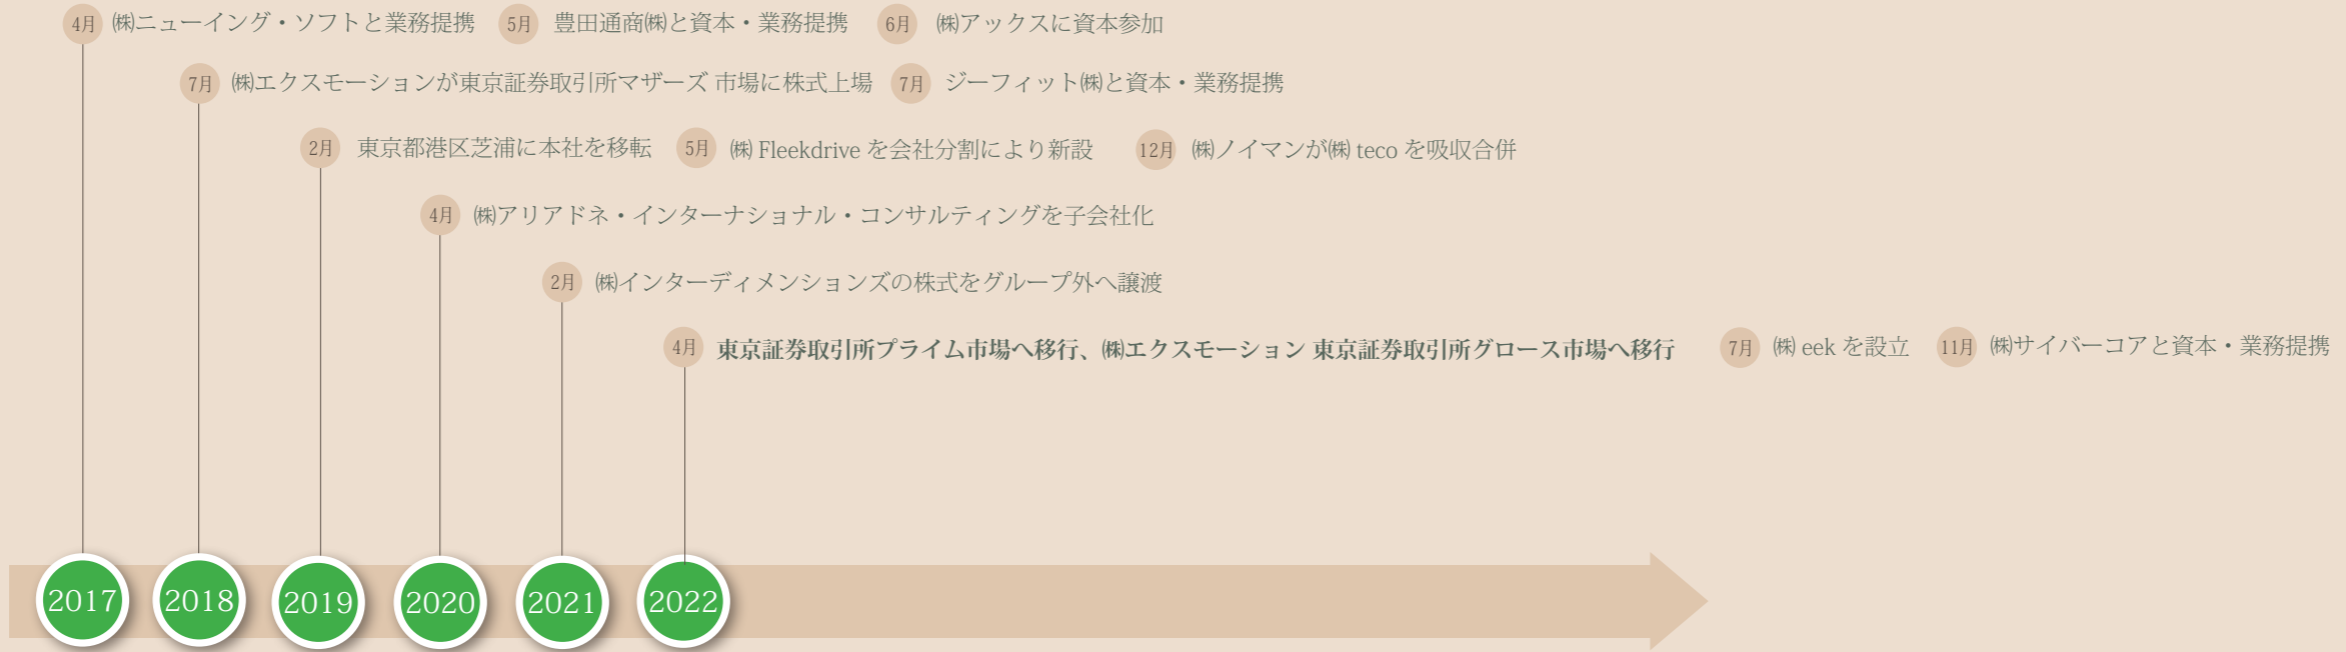 4月 ㈱ニューイング・ソフトと業務提携 5月 豊田通商㈱と資本・業務提携 6月 ㈱アックスに資本参加
7月 ㈱エクスモーションが東京証券取引所マザーズ 市場に株式上場 7月 ジーフィット㈱と資本・業務提携
2月 東京都港区芝浦に本社を移転 5月 ㈱ Fleekdrive を会社分割により新設 12月 ㈱ノイマンが㈱ teco を吸収合併
4月 ㈱アリアドネ・インターナショナル・コンサルティングを子会社化
2月 ㈱インターディメンションズの株式をグループ外へ譲渡
4月 東京証券取引所プライム市場へ移行、㈱エクスモーション 東京証券取引所グロース市場へ移行 7月 ㈱ eek を設立 11月 ㈱サイバーコアと資本・業務提携
2017 2018 2019 2020 2021 2022